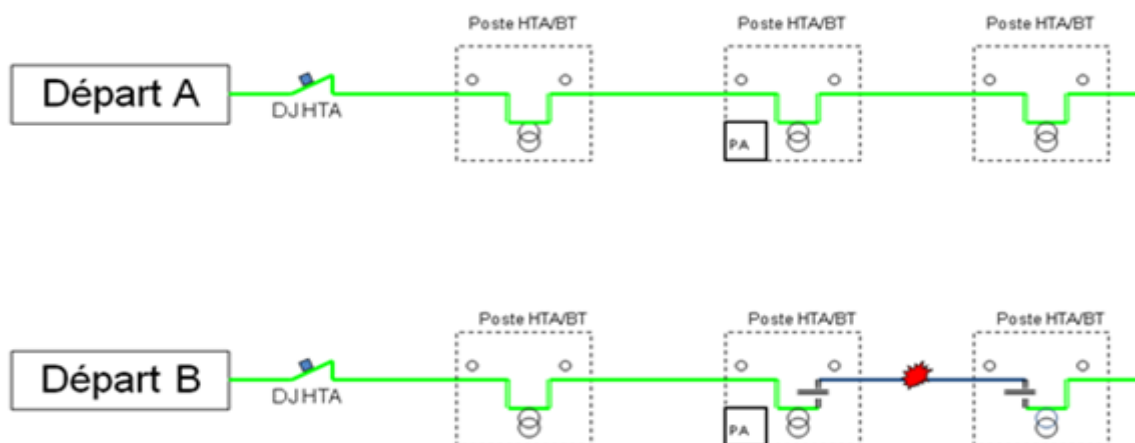 Poste HTA/BT Poste HTA/BT Poste HTA/BT
Départ A
DJ HTA
PA
Poste HTA/BT Poste HTA/BT Poste HTA/BT
Départ B
DJ HTA
PA